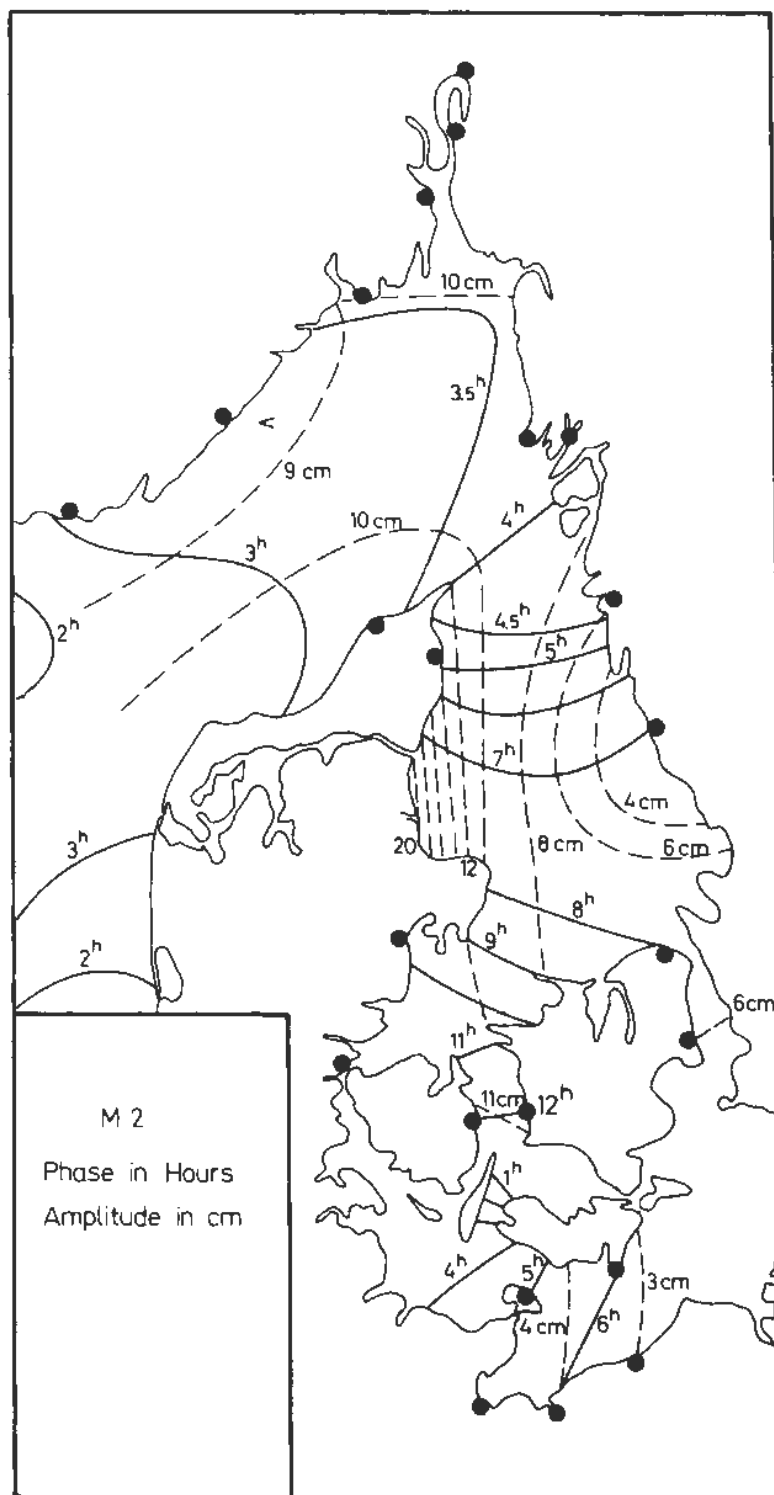 10 cm
3.5h
A
9 cm
10 cm
4h
3h
2h
4.5h
5h
7h
4 cm
3h
20
12
8 cm
6 cm
8h
9h
2h
6cm
11h
11cm
12h
M 2
Phase in Hours
Amplitude in cm
1h
4h
5h
3 cm
4 cm
6h